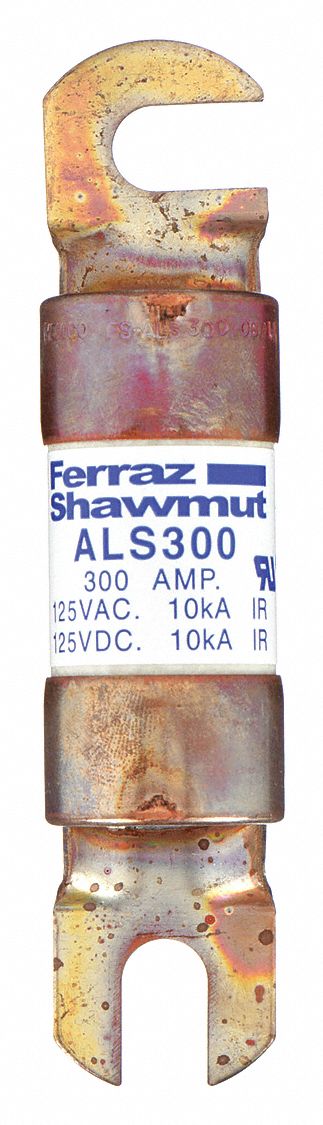 Ferraz
Shawmut
ALS300
300 AMP.
125VAC. 10kA IR
125VDC. 10kA IR